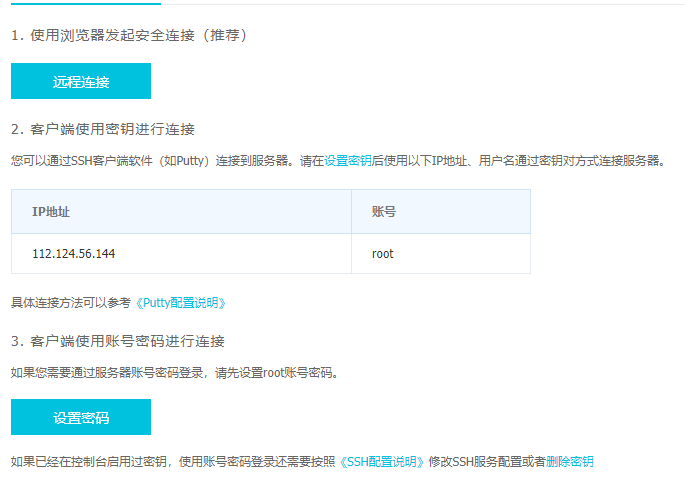 1. 使用浏览器发起安全连接（推荐）
远程连接
2. 客户端使用密钥进行连接
您可以通过SSH客户端软件（如Putty）连接到服务器。请在设置密钥后使用以下IP地址、用户名通过密钥对方式连接服务器。
IP地址 账号
112.124.56.144 root
具体连接方法可以参考《Putty配置说明》
3. 客户端使用账号密码进行连接
如果您需要通过服务器账号密码登录，请先设置root账号密码。
设置密码
如果已经在控制台启用过密钥，使用账号密码登录还需要按照《SSH配置说明》修改SSH服务配置或者删除密钥